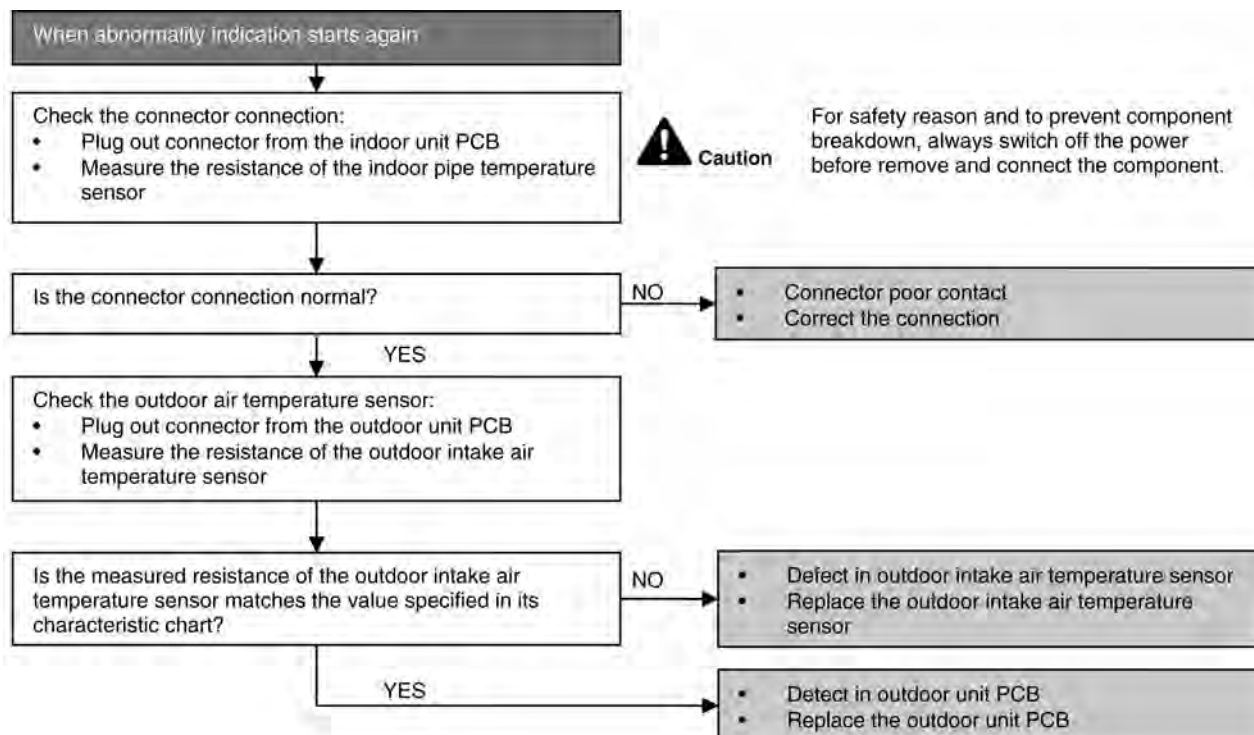 When abnormality indication starts again
Check the connector connection:
• Plug out connector from the indoor unit PCB
• Measure the resistance of the indoor pipe temperature
sensor
Caution
For safety reason and to prevent component
breakdown, always switch off the power
before remove and connect the component.
Is the connector connection normal?
NO
• Connector poor contact
• Correct the connection
YES
Check the outdoor air temperature sensor:
• Plug out connector from the outdoor unit PCB
• Measure the resistance of the outdoor intake air
temperature sensor
Is the measured resistance of the outdoor intake air
temperature sensor matches the value specified in its
characteristic chart?
NO
• Defect in outdoor intake air temperature sensor
• Replace the outdoor intake air temperature
sensor
YES
• Detect in outdoor unit PCB
• Replace the outdoor unit PCB